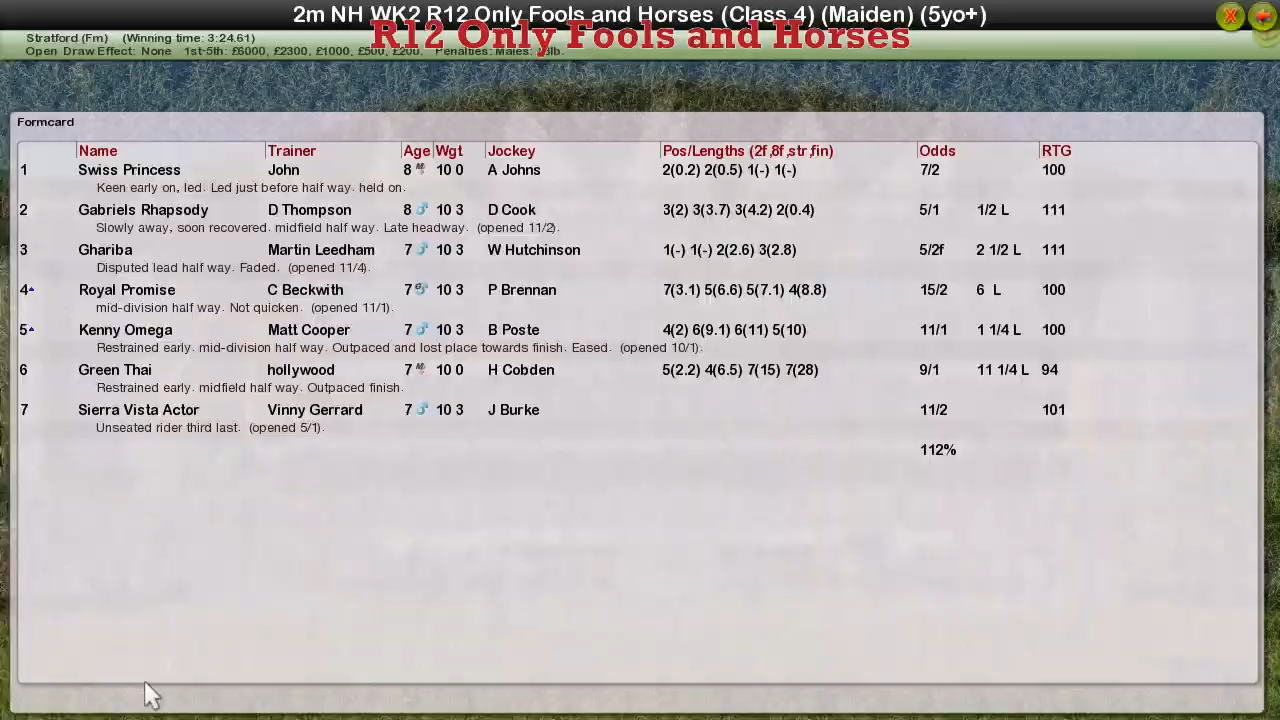 2m NH WK2 R12 Only Fools and Horses (Class 4) (Maiden) (5yo+)
R12 Only Fools and Horses
Stratford (Fm) (Winning time: 3:24.61)
Open Draw Effect: None 1st-5th: £6000, £2300, £1000, £500, £200. Penalties: Males:
Formcard
Name Trainer Age Wgt Jockey Pos/Lengths (2f,8f,str,fin) Odds RTG
1 Swiss Princess John 8 10 0 A Johns 2(0.2) 2(0.5) 1(-) 1(-) 7/2 100
Keen early on, led. Led just before half way. held on.
2 Gabriels Rhapsody D Thompson 8 10 3 D Cook 3(2) 3(3.7) 3(4.2) 2(0.4) 5/1 1/2 L 111
Slowly away, soon recovered. midfield half way. Late headway. (opened 11/2).
3 Ghariba Martin Leedham 7 10 3 W Hutchinson 1(-) 1(-) 2(2.6) 3(2.8) 5/2f 2 1/2 L 111
Disputed lead half way. Faded. (opened 11/4).
4 Royal Promise C Beckwith 7 10 3 P Brennan 7(3.1) 5(6.6) 5(7.1) 4(8.8) 15/2 6 L 100
mid-division half way. Not quicken. (opened 11/1).
5 Kenny Omega Matt Cooper 7 10 3 B Poste 4(2) 6(9.1) 6(11) 5(10) 11/1 1 1/4 L 100
Restrained early. mid-division half way. Outpaced and lost place towards finish. Eased. (opened 10/1).
6 Green Thai hollywood 7 10 0 H Cobden 5(2.2) 4(6.5) 7(15) 7(28) 9/1 11 1/4 L 94
Restrained early. midfield half way. Outpaced finish.
7 Sierra Vista Actor Vinny Gerrard 7 10 3 J Burke 11/2 101
Unseated rider third last. (opened 5/1).
112%